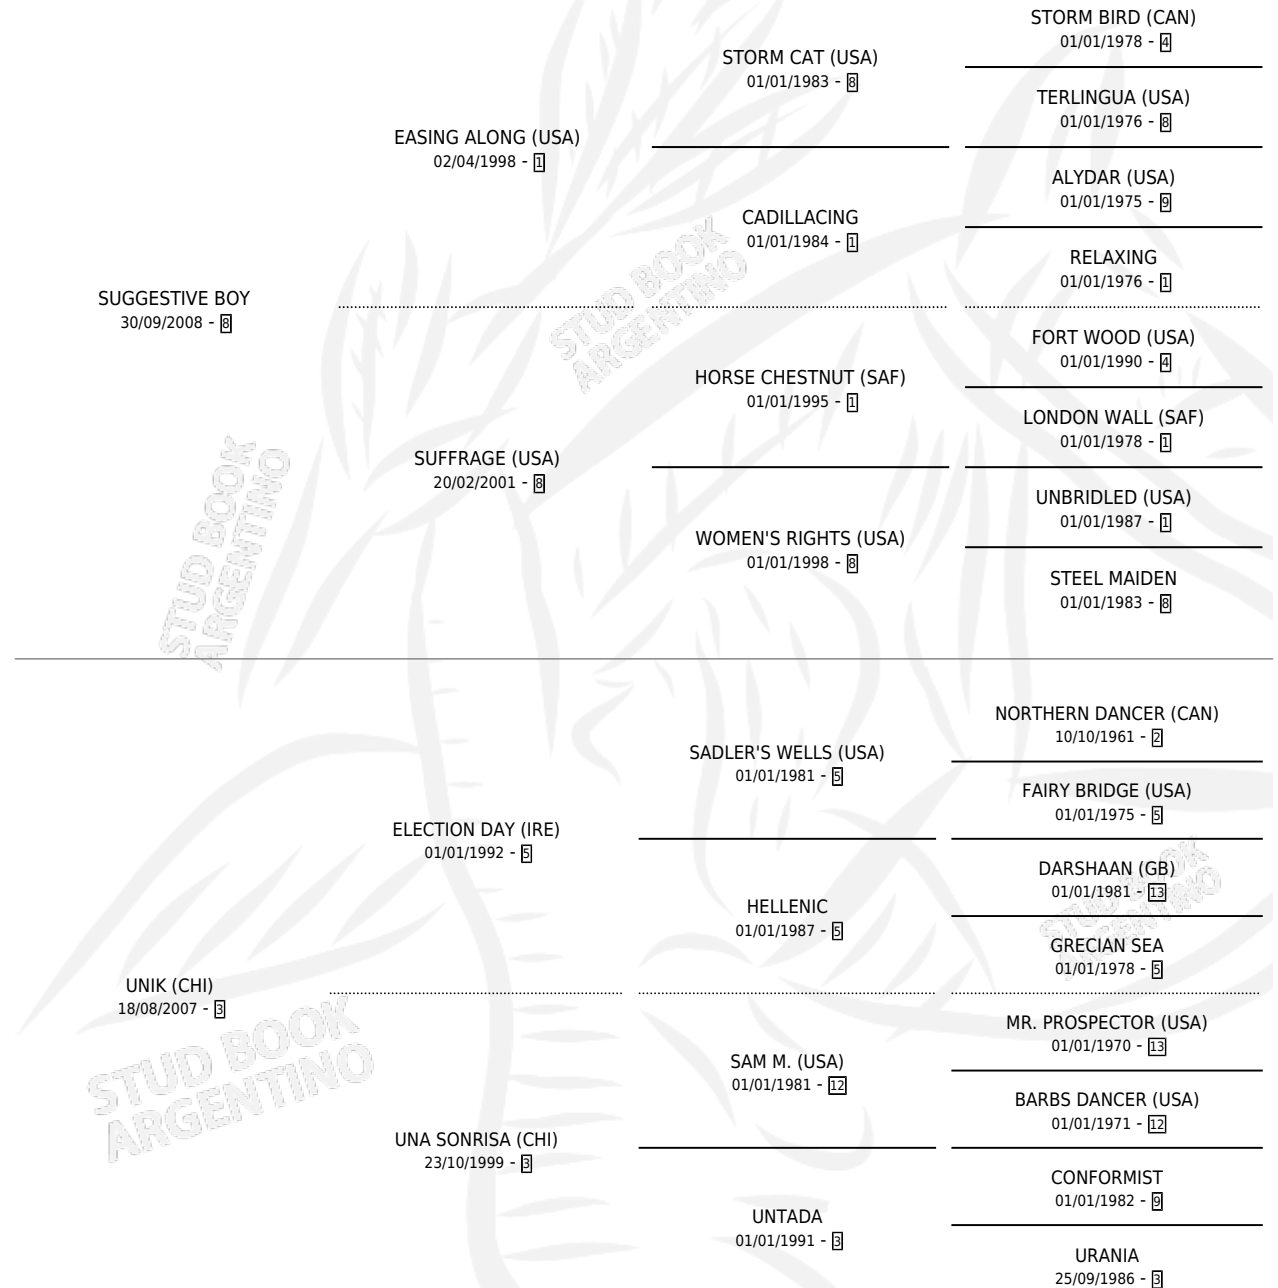 STORM BIRD (CAN)
01/01/1978 - 4
STORM CAT (USA)
01/01/1983 - 8
TERLINGUA (USA)
01/01/1976 - 8
EASING ALONG (USA)
02/04/1998 - 1
ALYDAR (USA)
01/01/1975 - 9
CADILLACING
01/01/1984 - 1
RELAXING
01/01/1976 - 1
SUGGESTIVE BOY
30/09/2008 - 8
FORT WOOD (USA)
01/01/1990 - 4
HORSE CHESTNUT (SAF)
01/01/1995 - 1
LONDON WALL (SAF)
01/01/1978 - 1
SUFFRAGE (USA)
20/02/2001 - 8
UNBRIDLED (USA)
01/01/1987 - 1
WOMEN'S RIGHTS (USA)
01/01/1998 - 8
STEEL MAIDEN
01/01/1983 - 8
NORTHERN DANCER (CAN)
10/10/1961 - 2
SADLER'S WELLS (USA)
01/01/1981 - 5
FAIRY BRIDGE (USA)
01/01/1975 - 5
ELECTION DAY (IRE)
01/01/1992 - 5
DARSHAAN (GB)
01/01/1981 - 13
HELLENIC
01/01/1987 - 5
GRECIAN SEA
01/01/1978 - 5
UNIK (CHI)
18/08/2007 - 3
MR. PROSPECTOR (USA)
01/01/1970 - 13
SAM M. (USA)
01/01/1981 - 12
BARBS DANCER (USA)
01/01/1971 - 12
UNA SONRISA (CHI)
23/10/1999 - 3
CONFORMIST
01/01/1982 - 9
UNTADA
01/01/1991 - 3
URANIA
25/09/1986 - 3
STUD BOOK
ARGENTINO
STUD BOOK
ARGENTINO
STUD BOOK
ARGENTINO
STUD BOOK
ARGENTINO